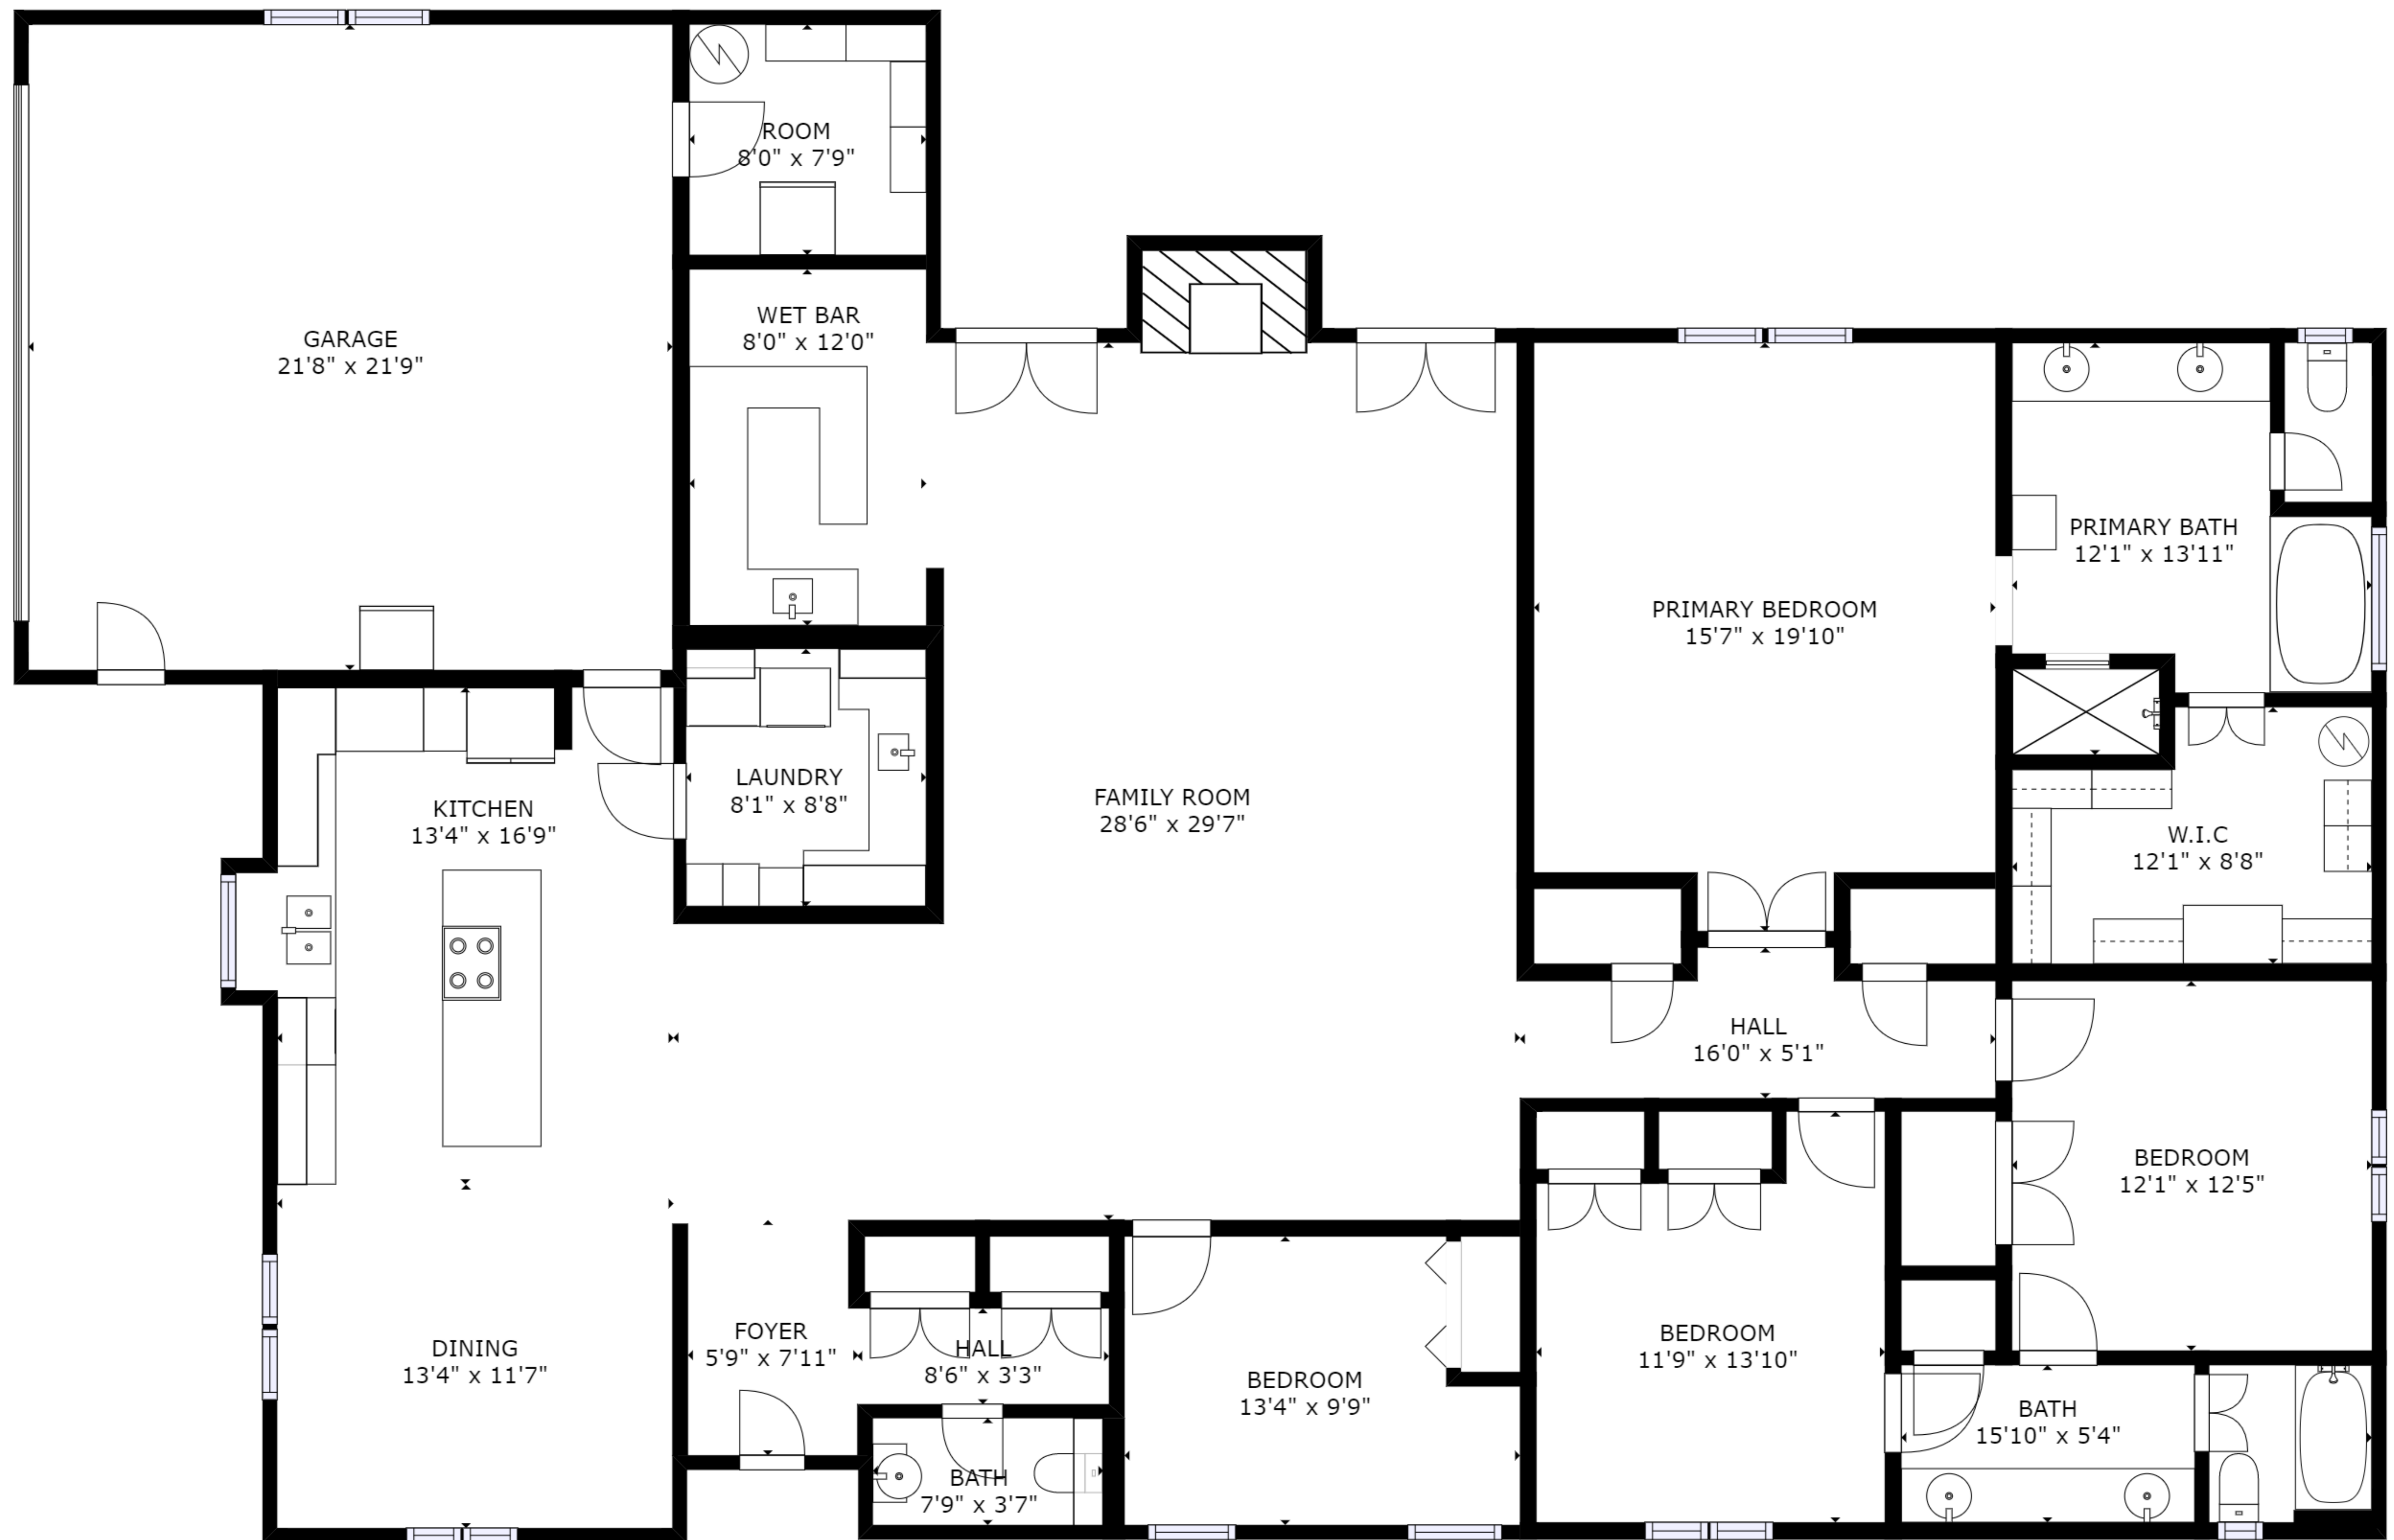 ROOM
8'0" x 7'9"
WET BAR
8'0" x 12'0"
GARAGE
21'8" x 21'9"
PRIMARY BATH
12'1" x 13'11"
PRIMARY BEDROOM
15'7" x 19'10"
LAUNDRY
8'1" x 8'8"
FAMILY ROOM
28'6" x 29'7"
KITCHEN
13'4" x 16'9"
W.I.C
12'1" x 8'8"
HALL
16'0" x 5'1"
BEDROOM
12'1" x 12'5"
FOYER
5'9" x 7'11"
BEDROOM
11'9" x 13'10"
DINING
13'4" x 11'7"
HALL
8'6" x 3'3"
BEDROOM
13'4" x 9'9"
BATH
15'10" x 5'4"
BATH
7'9" x 3'7"